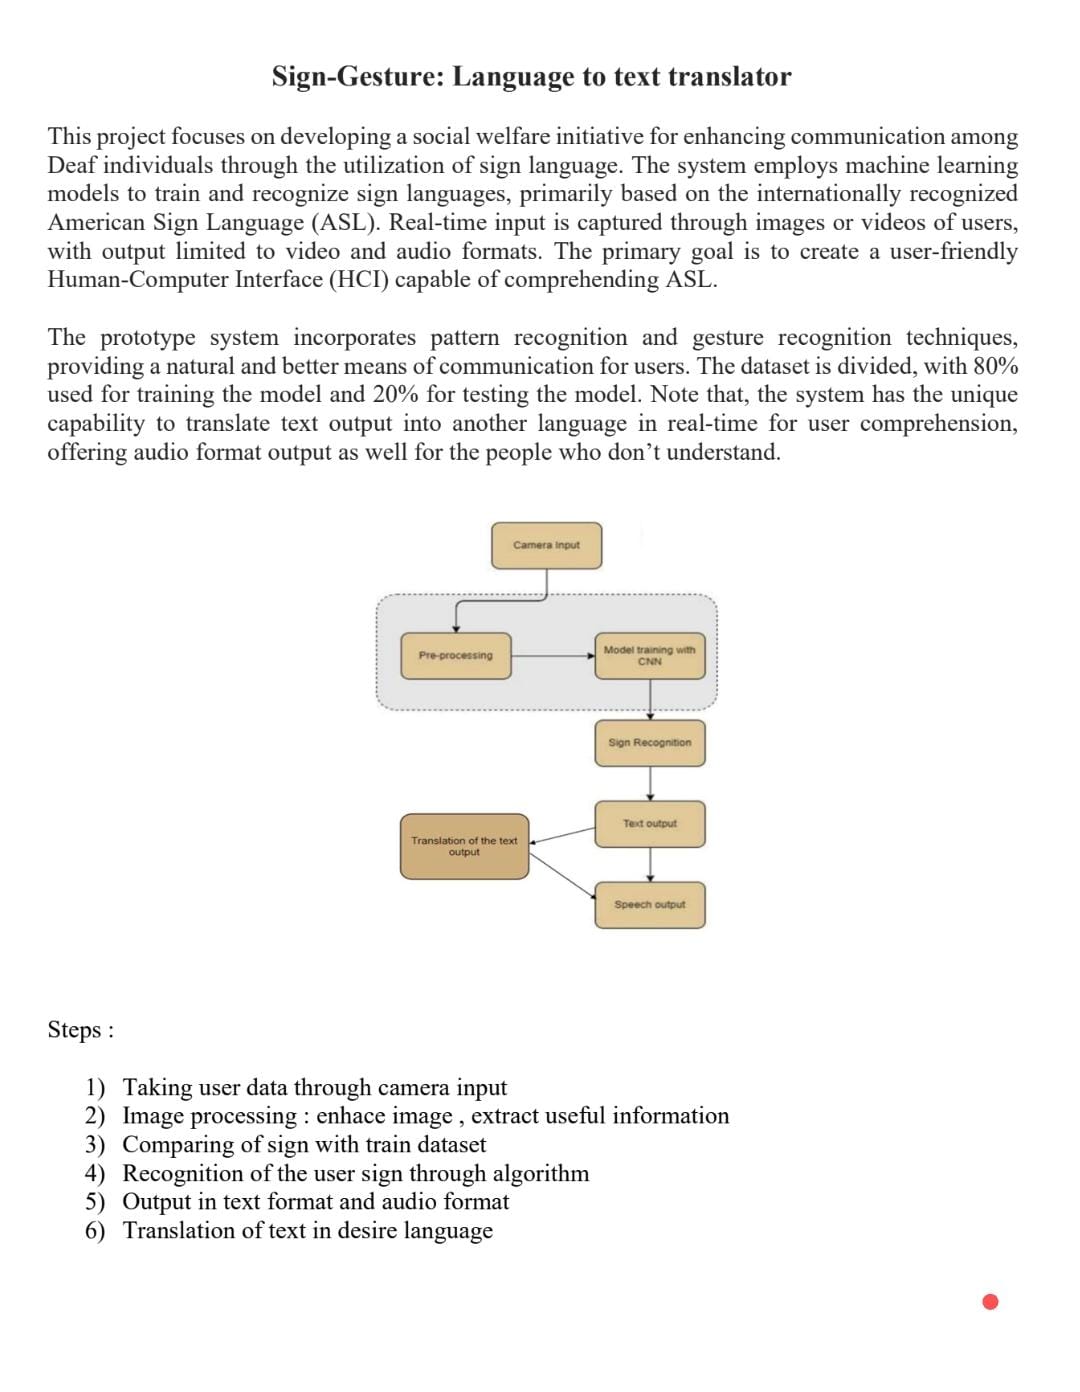 Sign-Gesture: Language to text translator
This project focuses on developing a social welfare initiative for enhancing communication among
Deaf individuals through the utilization of sign language. The system employs machine learning
models to train and recognize sign languages, primarily based on the internationally recognized
American Sign Language (ASL). Real-time input is captured through images or videos of users,
with output limited to video and audio formats. The primary goal is to create a user-friendly
Human-Computer Interface (HCI) capable of comprehending ASL.
The prototype system incorporates pattern recognition and gesture recognition techniques,
providing a natural and better means of communication for users. The dataset is divided, with 80%
used for training the model and 20% for testing the model. Note that, the system has the unique
capability to translate text output into another language in real-time for user comprehension,
offering audio format output as well for the people who don’t understand.
Camera Input
Pre-processing
Model training with
CNN
Sign Recognition
Text output
Translation of the text
output
Speech output
Steps :
1) Taking user data through camera input
2) Image processing : enhace image , extract useful information
3) Comparing of sign with train dataset
4) Recognition of the user sign through algorithm
5) Output in text format and audio format
6) Translation of text in desire language